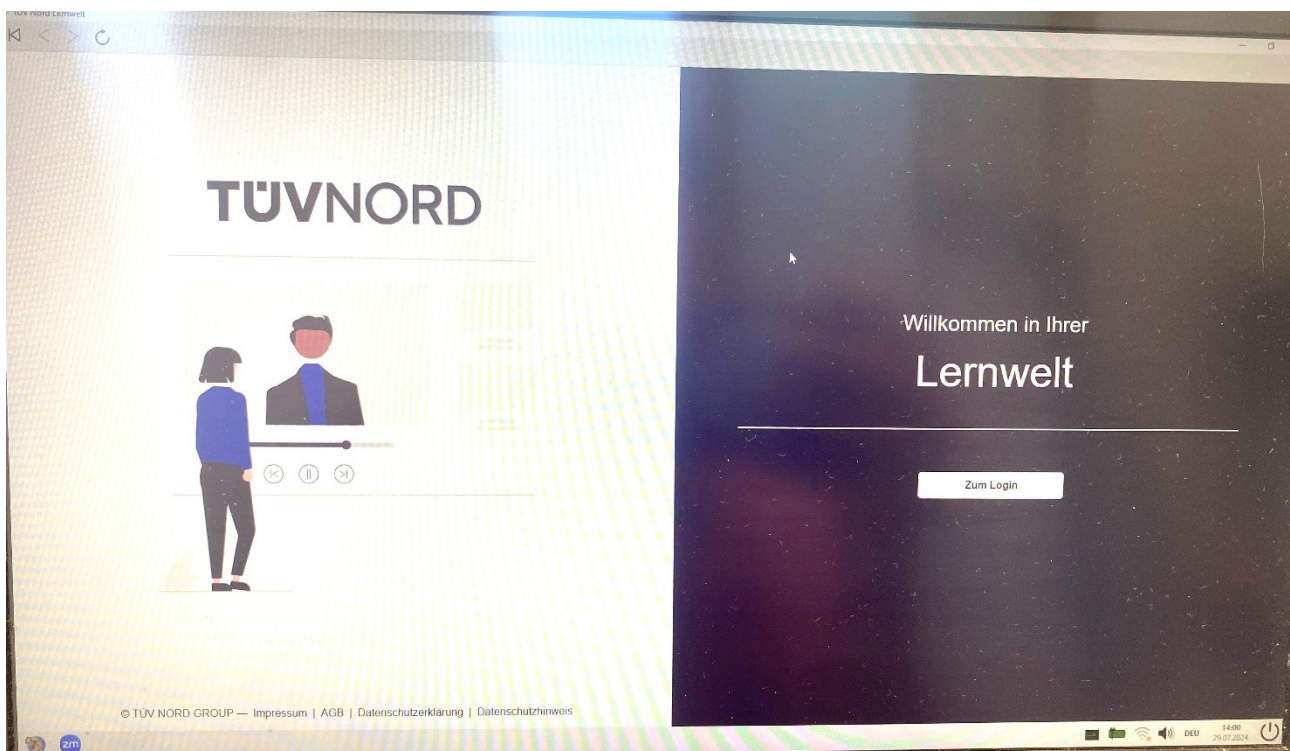 TÜV Nord Lernwelt
TÜVNORD
Willkommen in Ihrer
Lernwelt
Zum Login
© TÜV NORD GROUP — Impressum | AGB | Datenschutzerklärung | Datenschutzhinweis
zm
DEU
14:00
29.07.2024